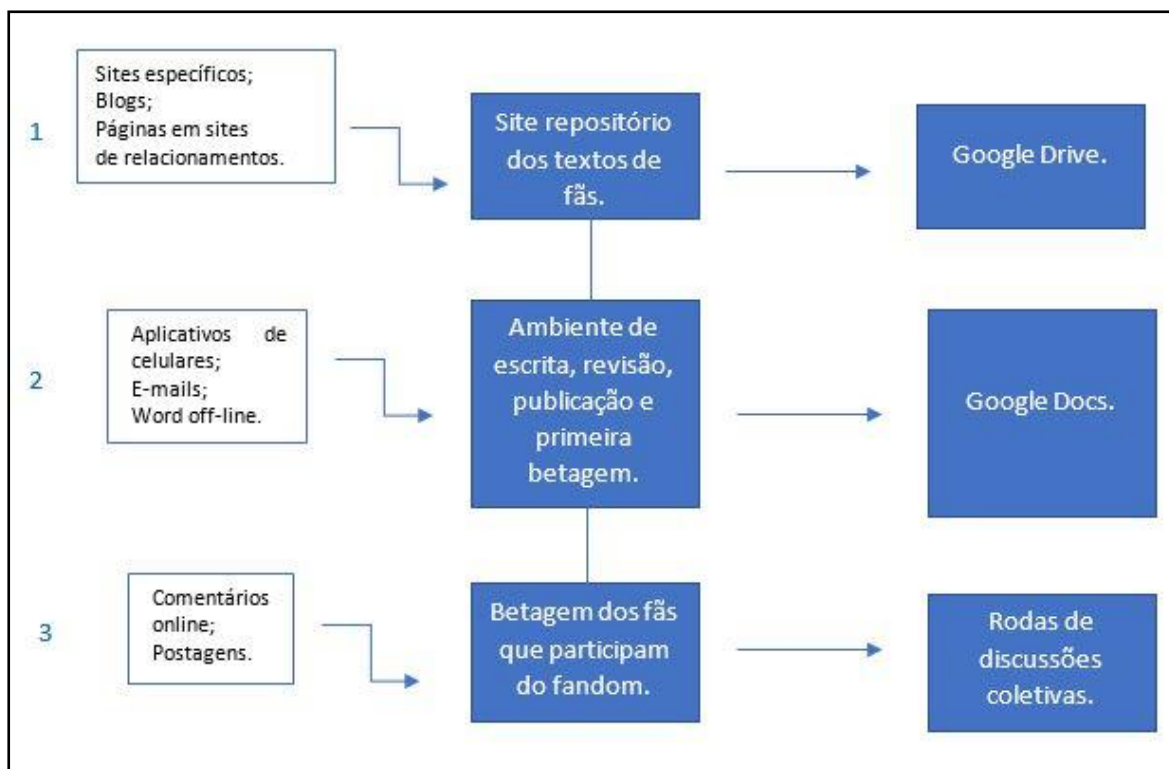 1
Sites específicos;
Blogs;
Páginas em sites
de relacionamentos.
Site repositório
dos textos de
fãs.
Google Drive.
2
Aplicativos de
celulares;
E-mails;
Word off-line.
Ambiente de
escrita, revisão,
publicação e
primeira
betagem.
Google Docs.
3
Comentários
online;
Postagens.
Betagem dos fãs
que participam
do fandom.
Rodas de
discussões
coletivas.